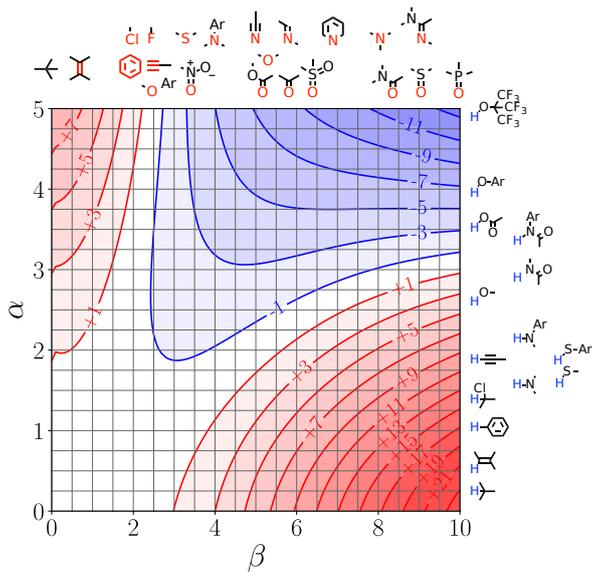 Ar
Cl F S N N N N N N N
O
N O − O S O N S P
O Ar O O O O O O O
CF3
H O CF3
CF3
5 +7 -11
-9
+5 -7 H O-Ar
4
-5
+3 -3 H O O Ar
H N O
3 +1 -1 +1 H N O
H O
+5
2 H-N Ar
+3 H S-Ar
+9 H S
H-N
Cl
H
+7 +11
1 +13 H
+15
+17
+19 H
+21
0 H
0 2 4 6 8 10
α
β